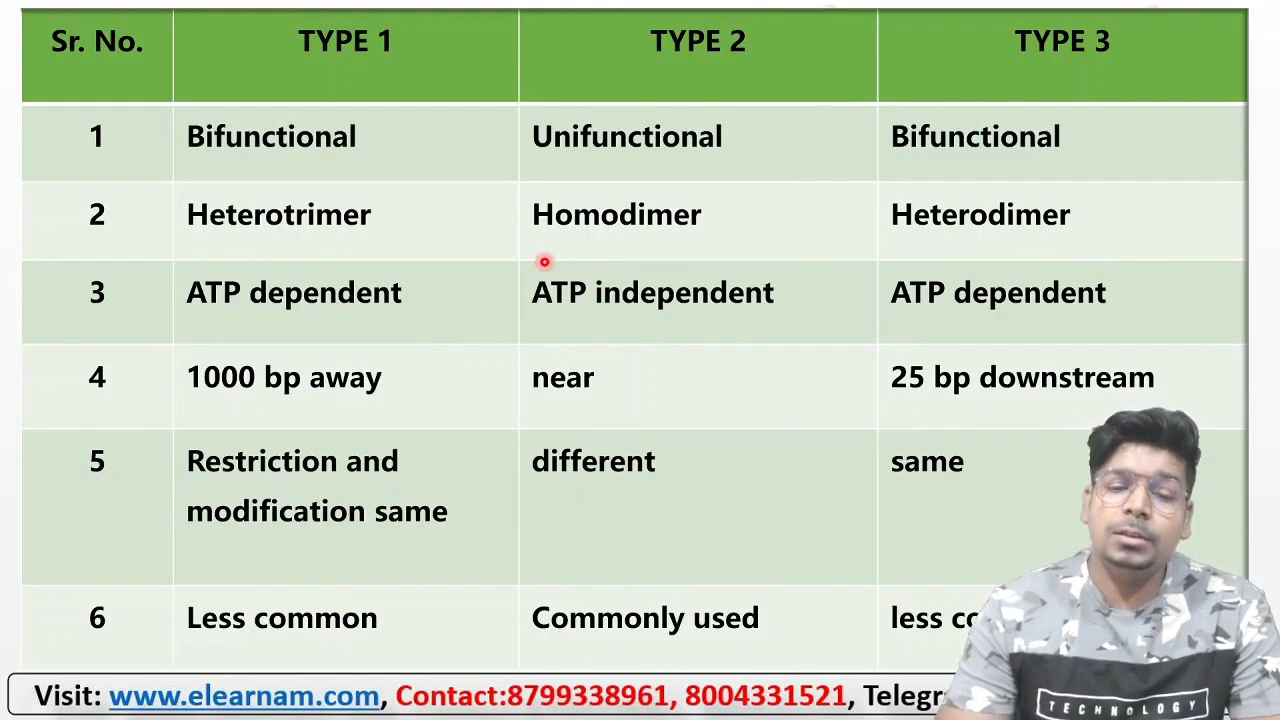 Sr. No. TYPE 1 TYPE 2 TYPE 3
1 Bifunctional Unifunctional Bifunctional
2 Heterotrimer Homodimer Heterodimer
3 ATP dependent ATP independent ATP dependent
4 1000 bp away near 25 bp downstream
5 Restriction and different same
modification same
6 Less common Commonly used less
Visit: www.elearnam.com, Contact:8799338961, 8004331521,
TECHNOLOGY